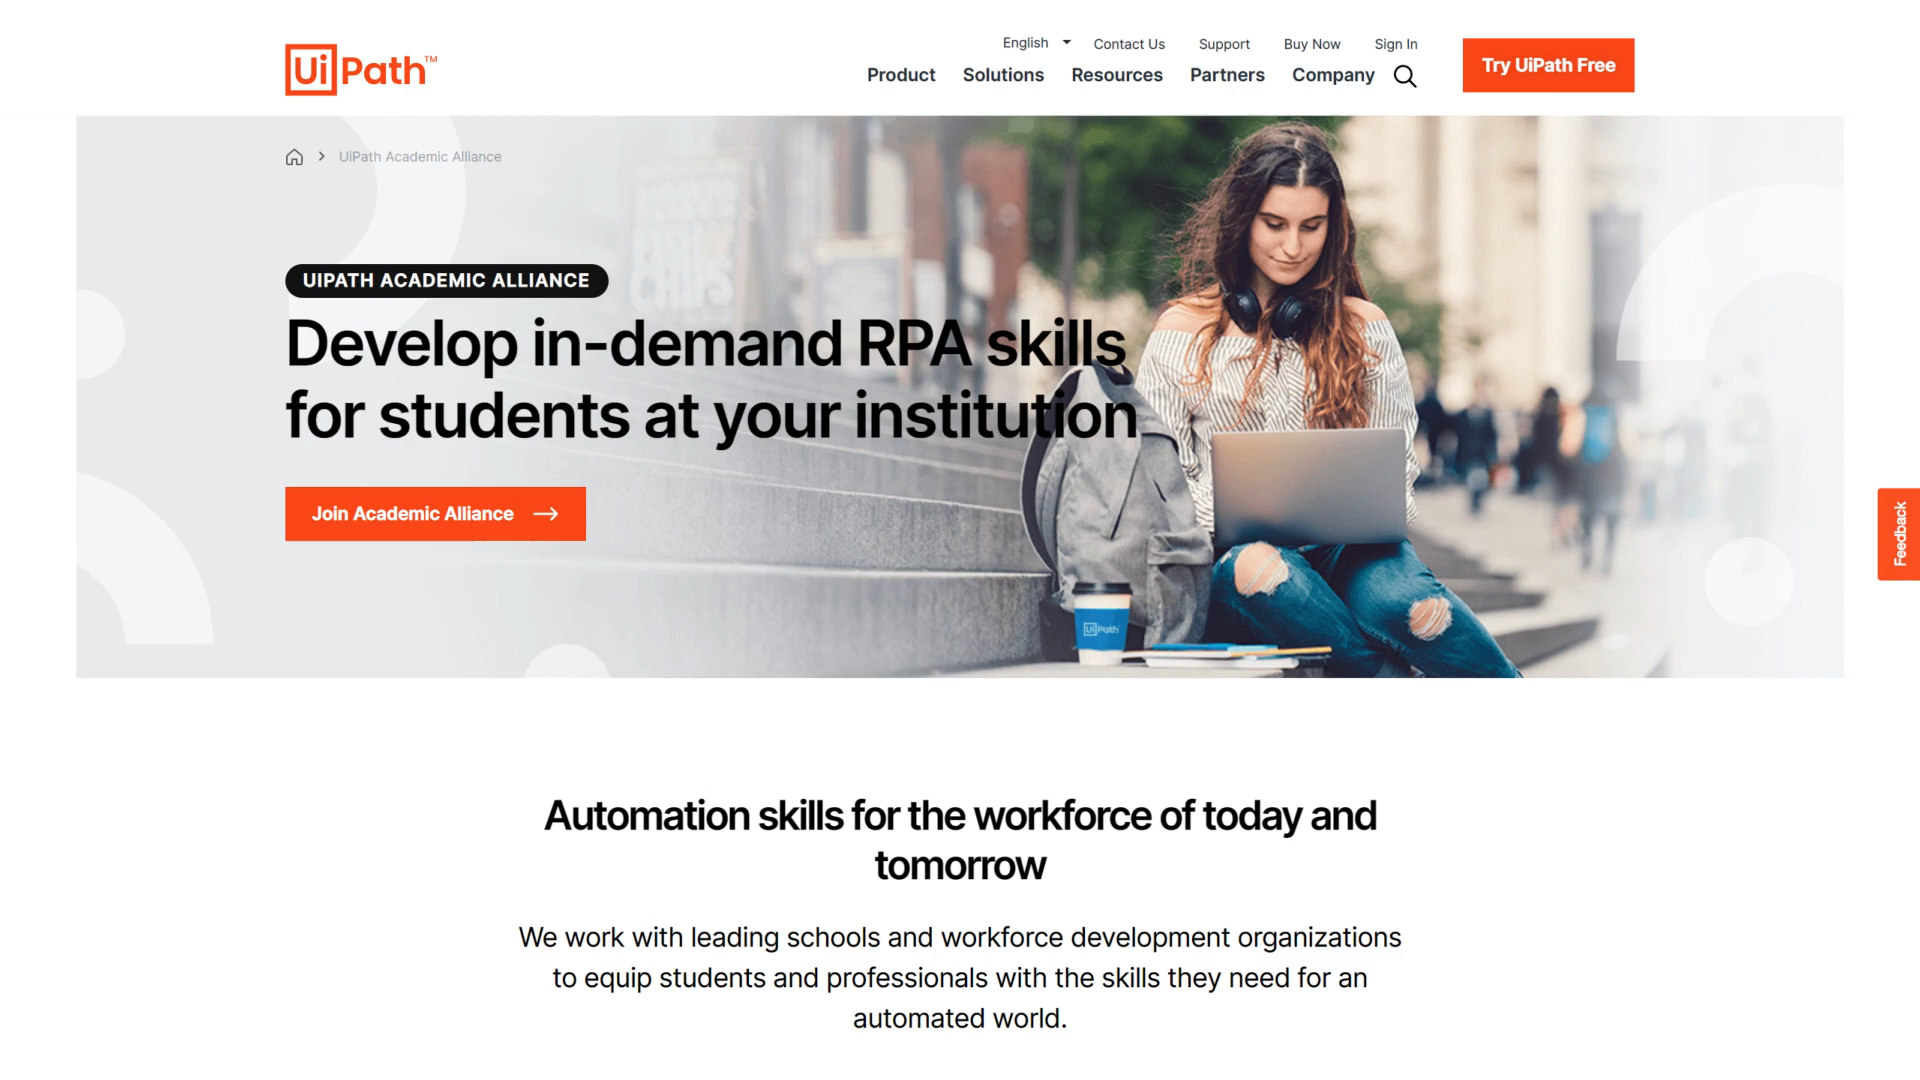 English
Contact Us
Support
Buy Now
Sign In
UiPath™
Product
Solutions
Resources
Partners
Company
Try UiPath Free
UiPath Academic Alliance
UIPATH ACADEMIC ALLIANCE
Develop in-demand RPA skills
for students at your institution
Join Academic Alliance
UiPath
Feedback
Automation skills for the workforce of today and
tomorrow
We work with leading schools and workforce development organizations
to equip students and professionals with the skills they need for an
automated world.